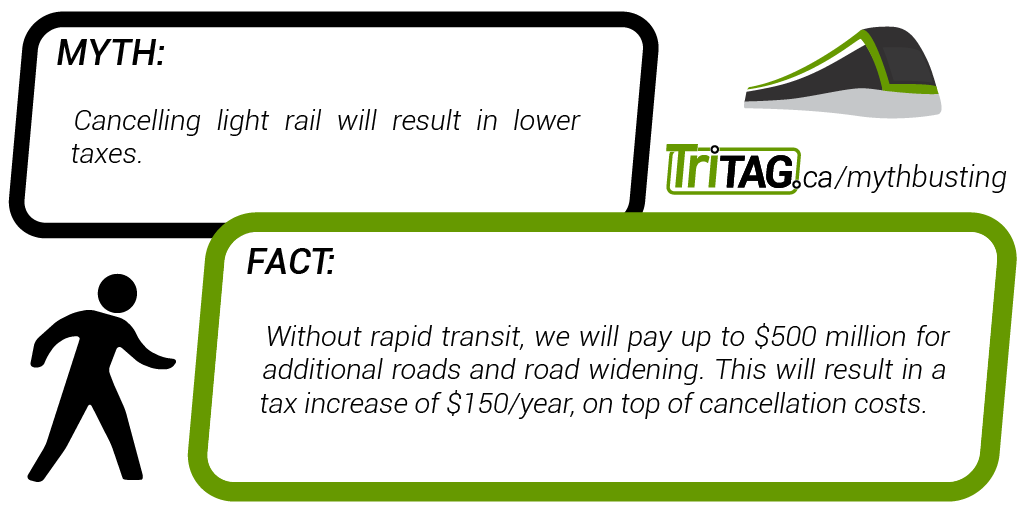 MYTH:
Cancelling light rail will result in lower
taxes.
TriTAG.ca/mythbusting
FACT:
Without rapid transit, we will pay up to $500 million for
additional roads and road widening. This will result in a
tax increase of $150/year, on top of cancellation costs.